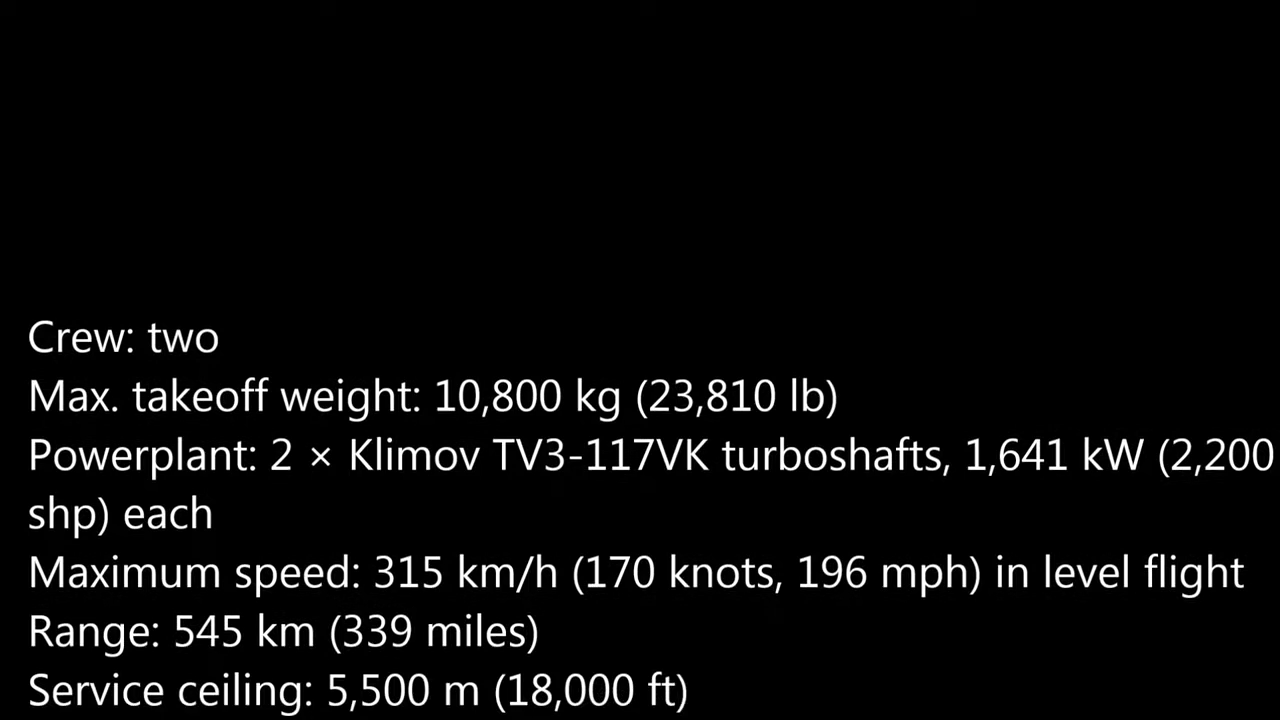 Crew: two
Max. takeoff weight: 10,800 kg (23,810 lb)
Powerplant: 2 × Klimov TV3-117VK turboshafts, 1,641 kW (2,200
shp) each
Maximum speed: 315 km/h (170 knots, 196 mph) in level flight
Range: 545 km (339 miles)
Service ceiling: 5,500 m (18,000 ft)